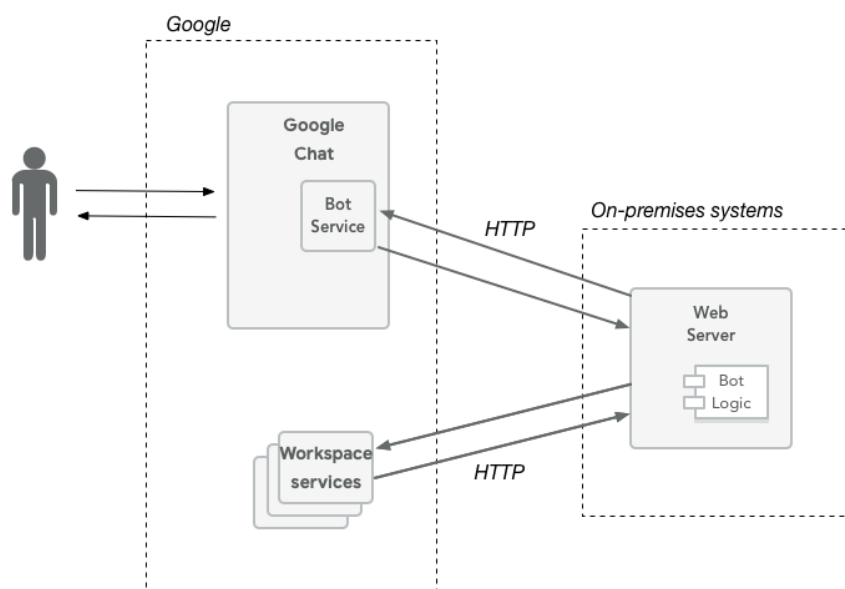 Google
Google
Chat
Bot
Service
HTTP
On-premises systems
Web
Server
Bot
Logic
Workspace
services
HTTP